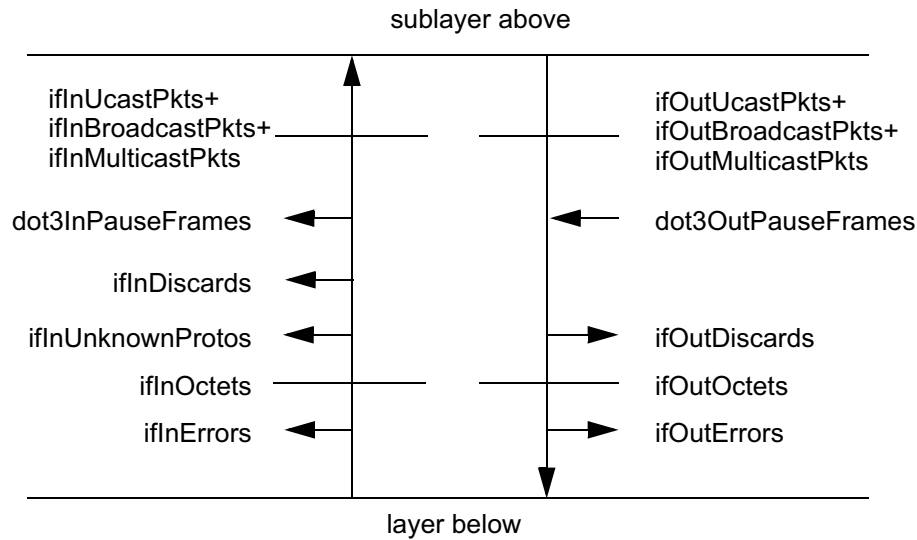 sublayer above
ifInUcastPkts+
ifInBroadcastPkts+
ifInMulticastPkts
ifOutUcastPkts+
ifOutBroadcastPkts+
ifOutMulticastPkts
dot3InPauseFrames
dot3OutPauseFrames
ifInDiscards
ifInUnknownProtos
ifOutDiscards
ifInOctets
ifOutOctets
ifInErrors
ifOutErrors
layer below